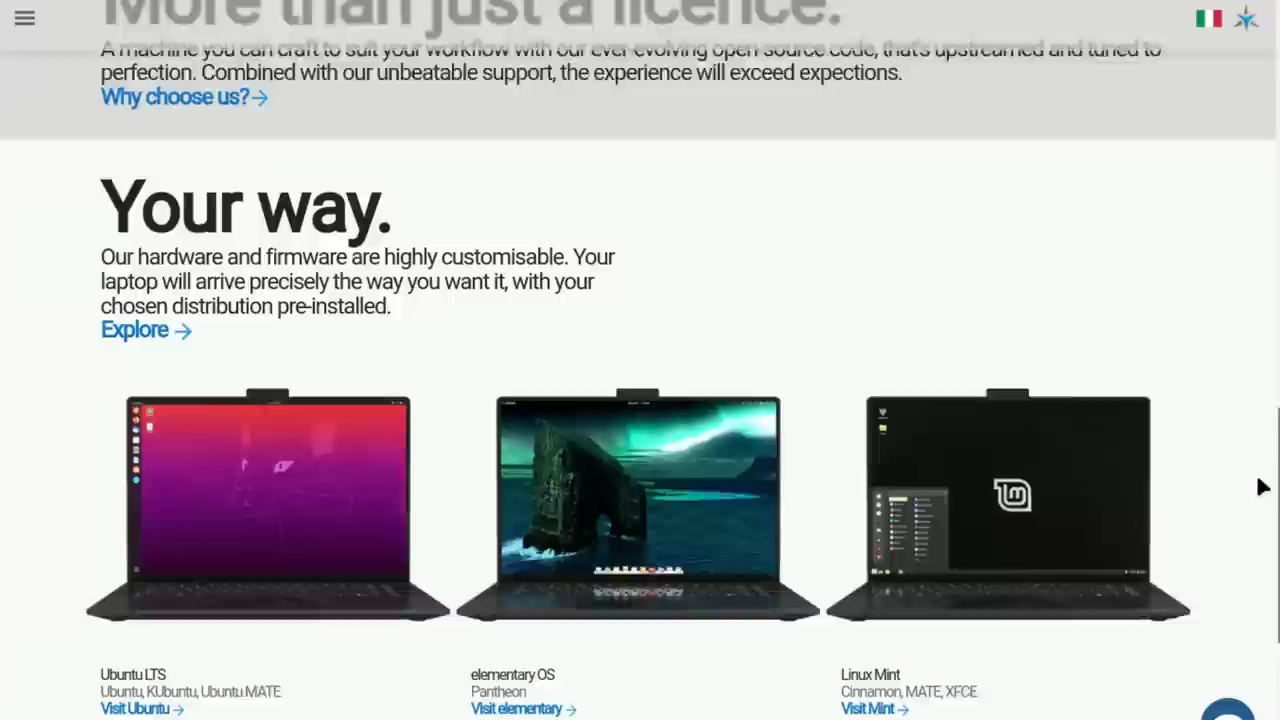 More than just a licence.
A machine you can craft to suit your workflow with our ever-evolving open source code, that's upstreamed and tuned to
perfection. Combined with our unbeatable support, the experience will exceed expections.
Why choose us?
Your way.
Our hardware and firmware are highly customisable. Your
laptop will arrive precisely the way you want it, with your
chosen distribution pre-installed.
Explore
Ubuntu LTS
Ubuntu, KUbuntu, Ubuntu MATE
Visit Ubuntu
elementary OS
Pantheon
Visit elementary
Linux Mint
Cinnamon, MATE, XFCE
Visit Mint